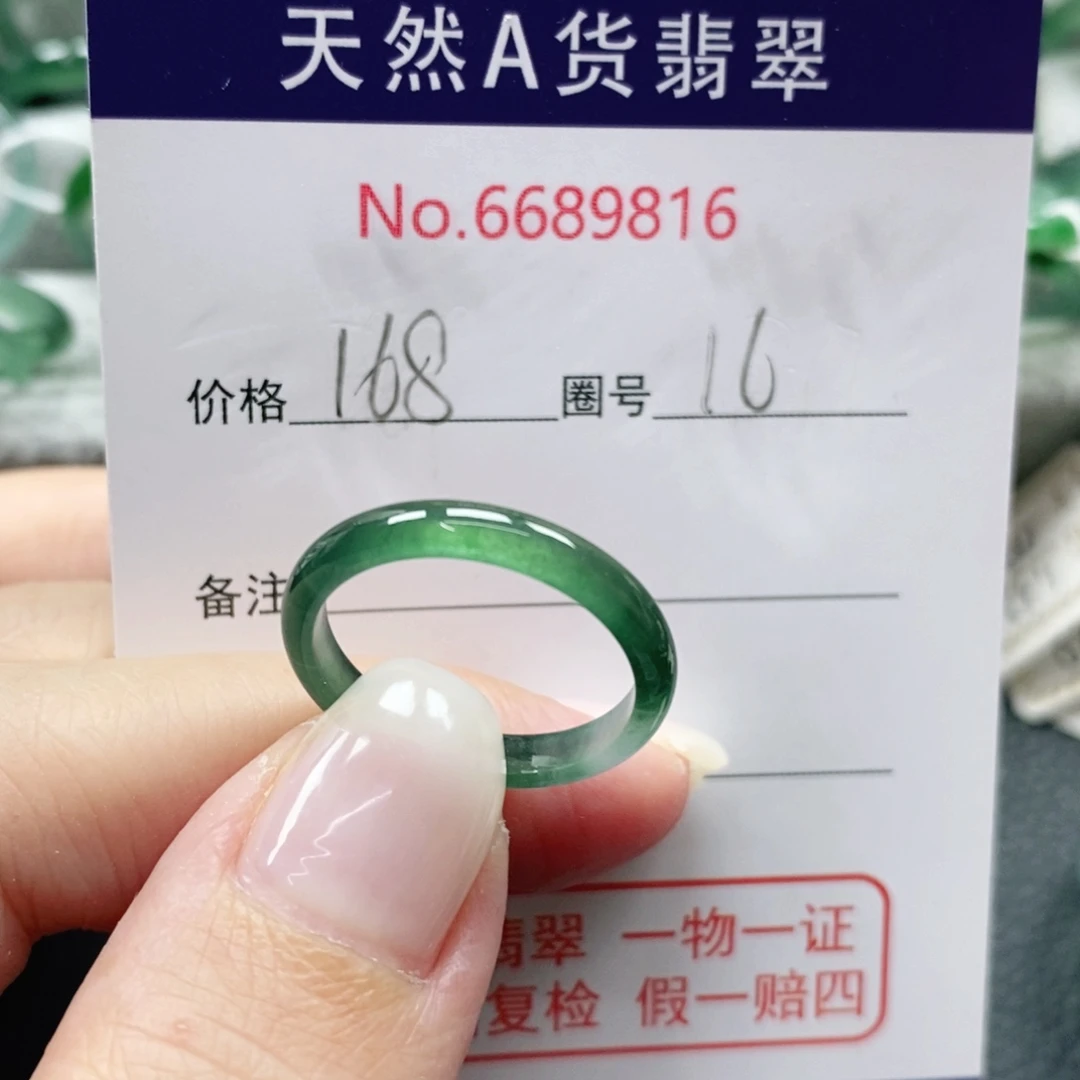 天然A货翡翠
No.6689816
价格 168 圈号 16
备注
翡翠 一物一证
复检 假一赔四